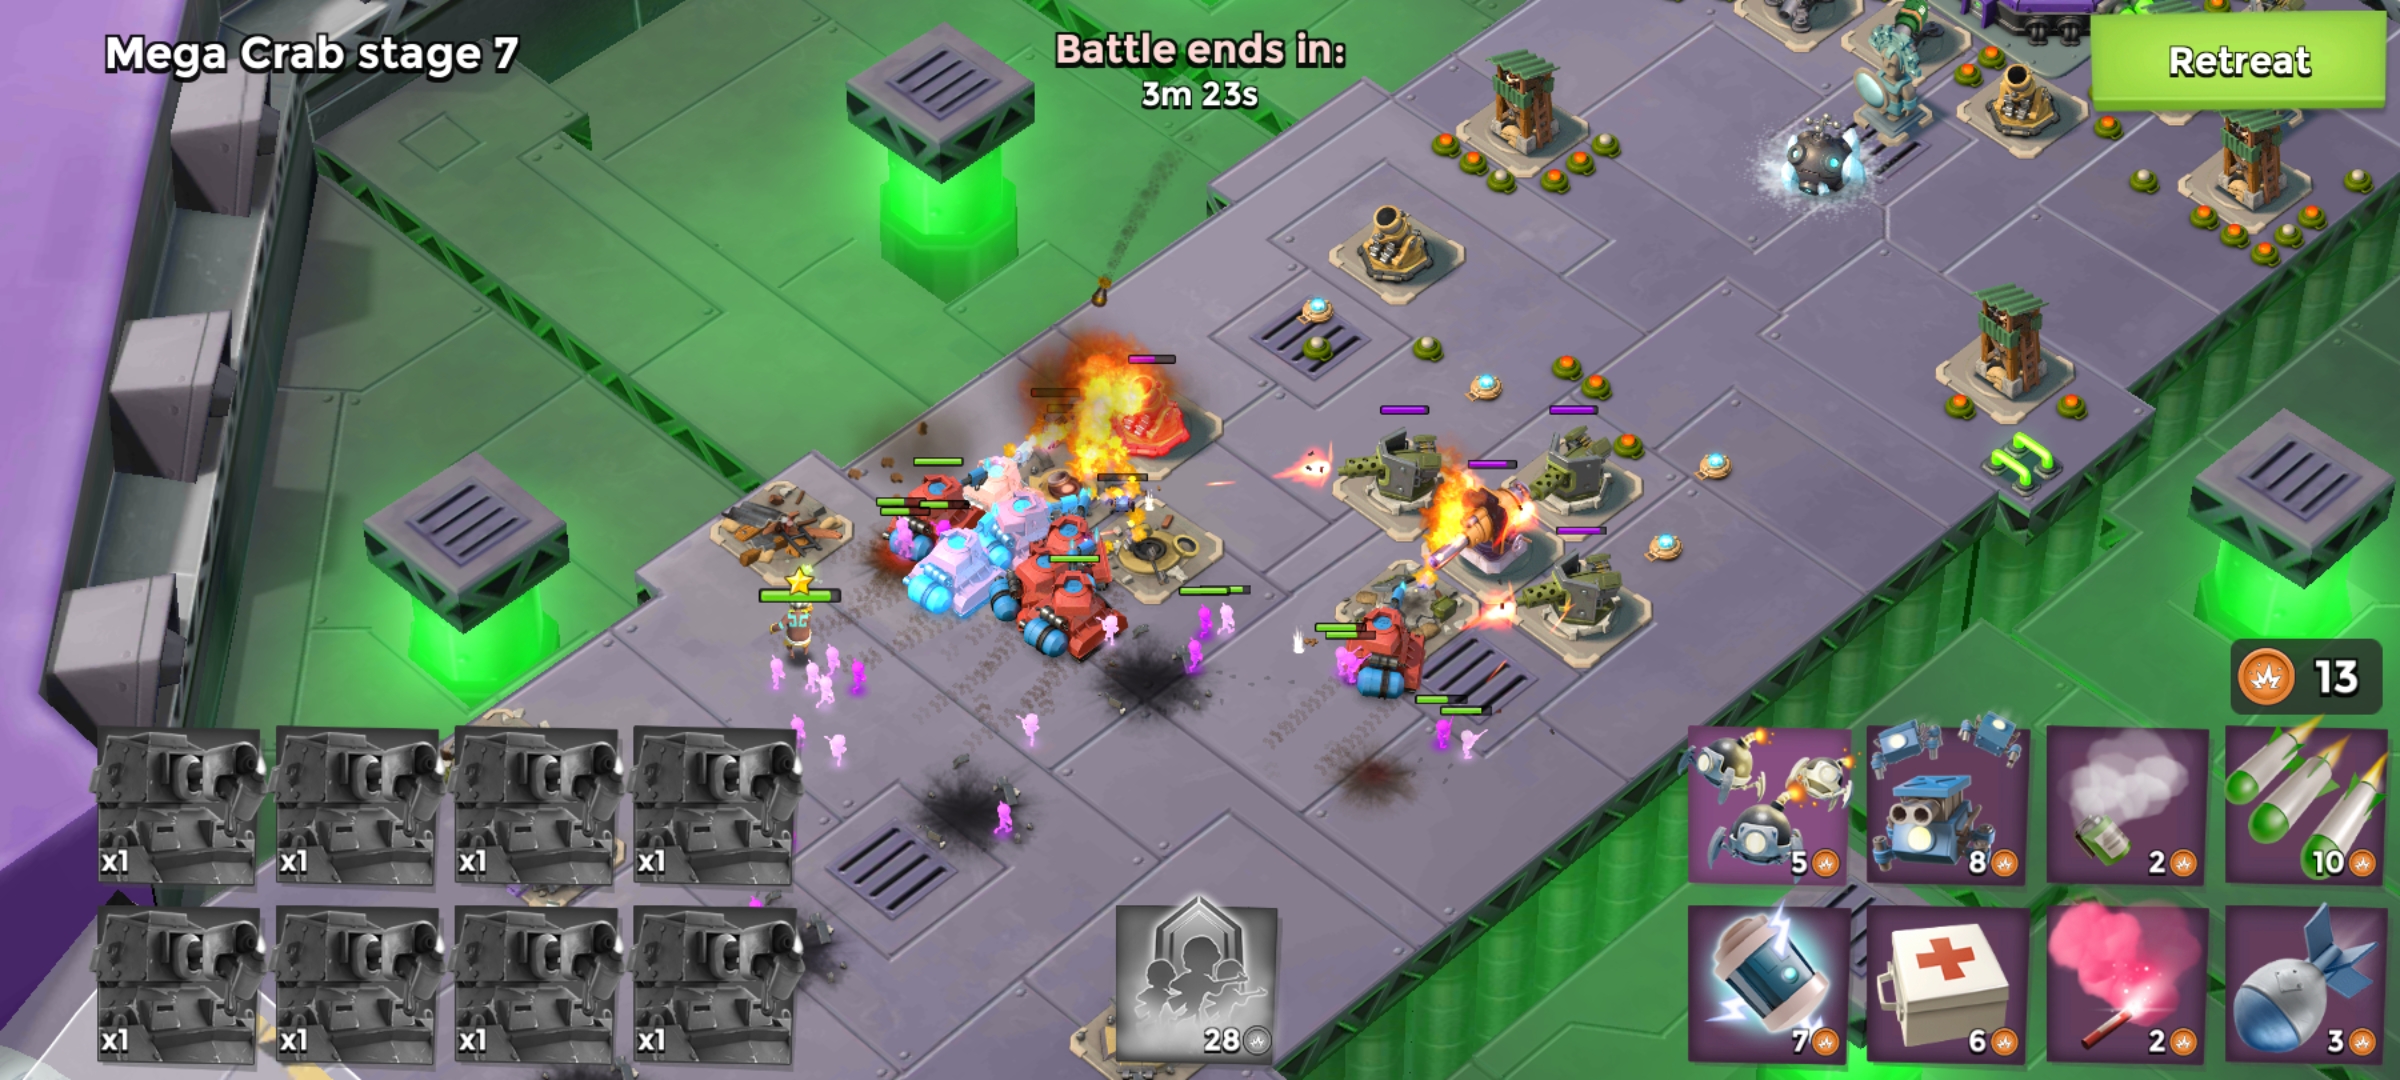 Mega Crab stage 7
Battle ends in:
3m 23s
Retreat
13
x1
x1
x1
x1
5
8
2
10
x1
x1
x1
x1
28
7
6
2
3